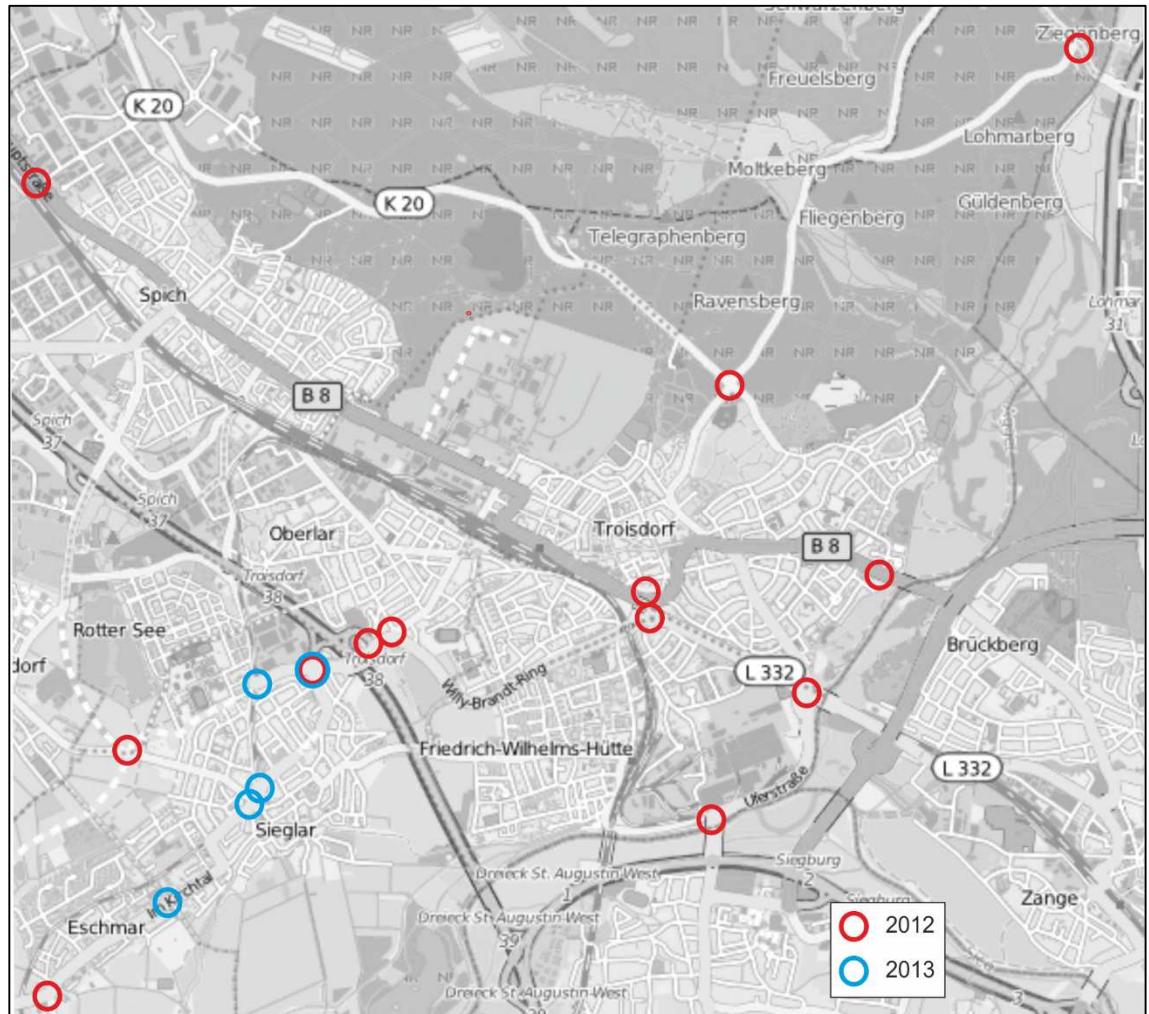 Ziegenberg
Freuelsberg
K 20
Lohmarberg
Moltkeberg
Güldenberg
K 20
Fliegenberg
Telegraphenberg
Spich
Ravensberg
Lohmar
31
B 8
Spich
37
Spich
37
Oberlar
Troisdorf
B 8
Troisdorf
38
Rotter See
Brückberg
dorf
Troisdorf
38
L 332
Willy-Brandt-Ring
Friedrich-Wilhelms-Hütte
L 332
Uferstraße
Sieglar
Dreieck St. Augustin-West
1
Siegburg
2
Siegburg
Zange
Eschmar
Dreieck St. Augustin-West
39
2012
2013
Dreieck St. Augustin-West
39
3